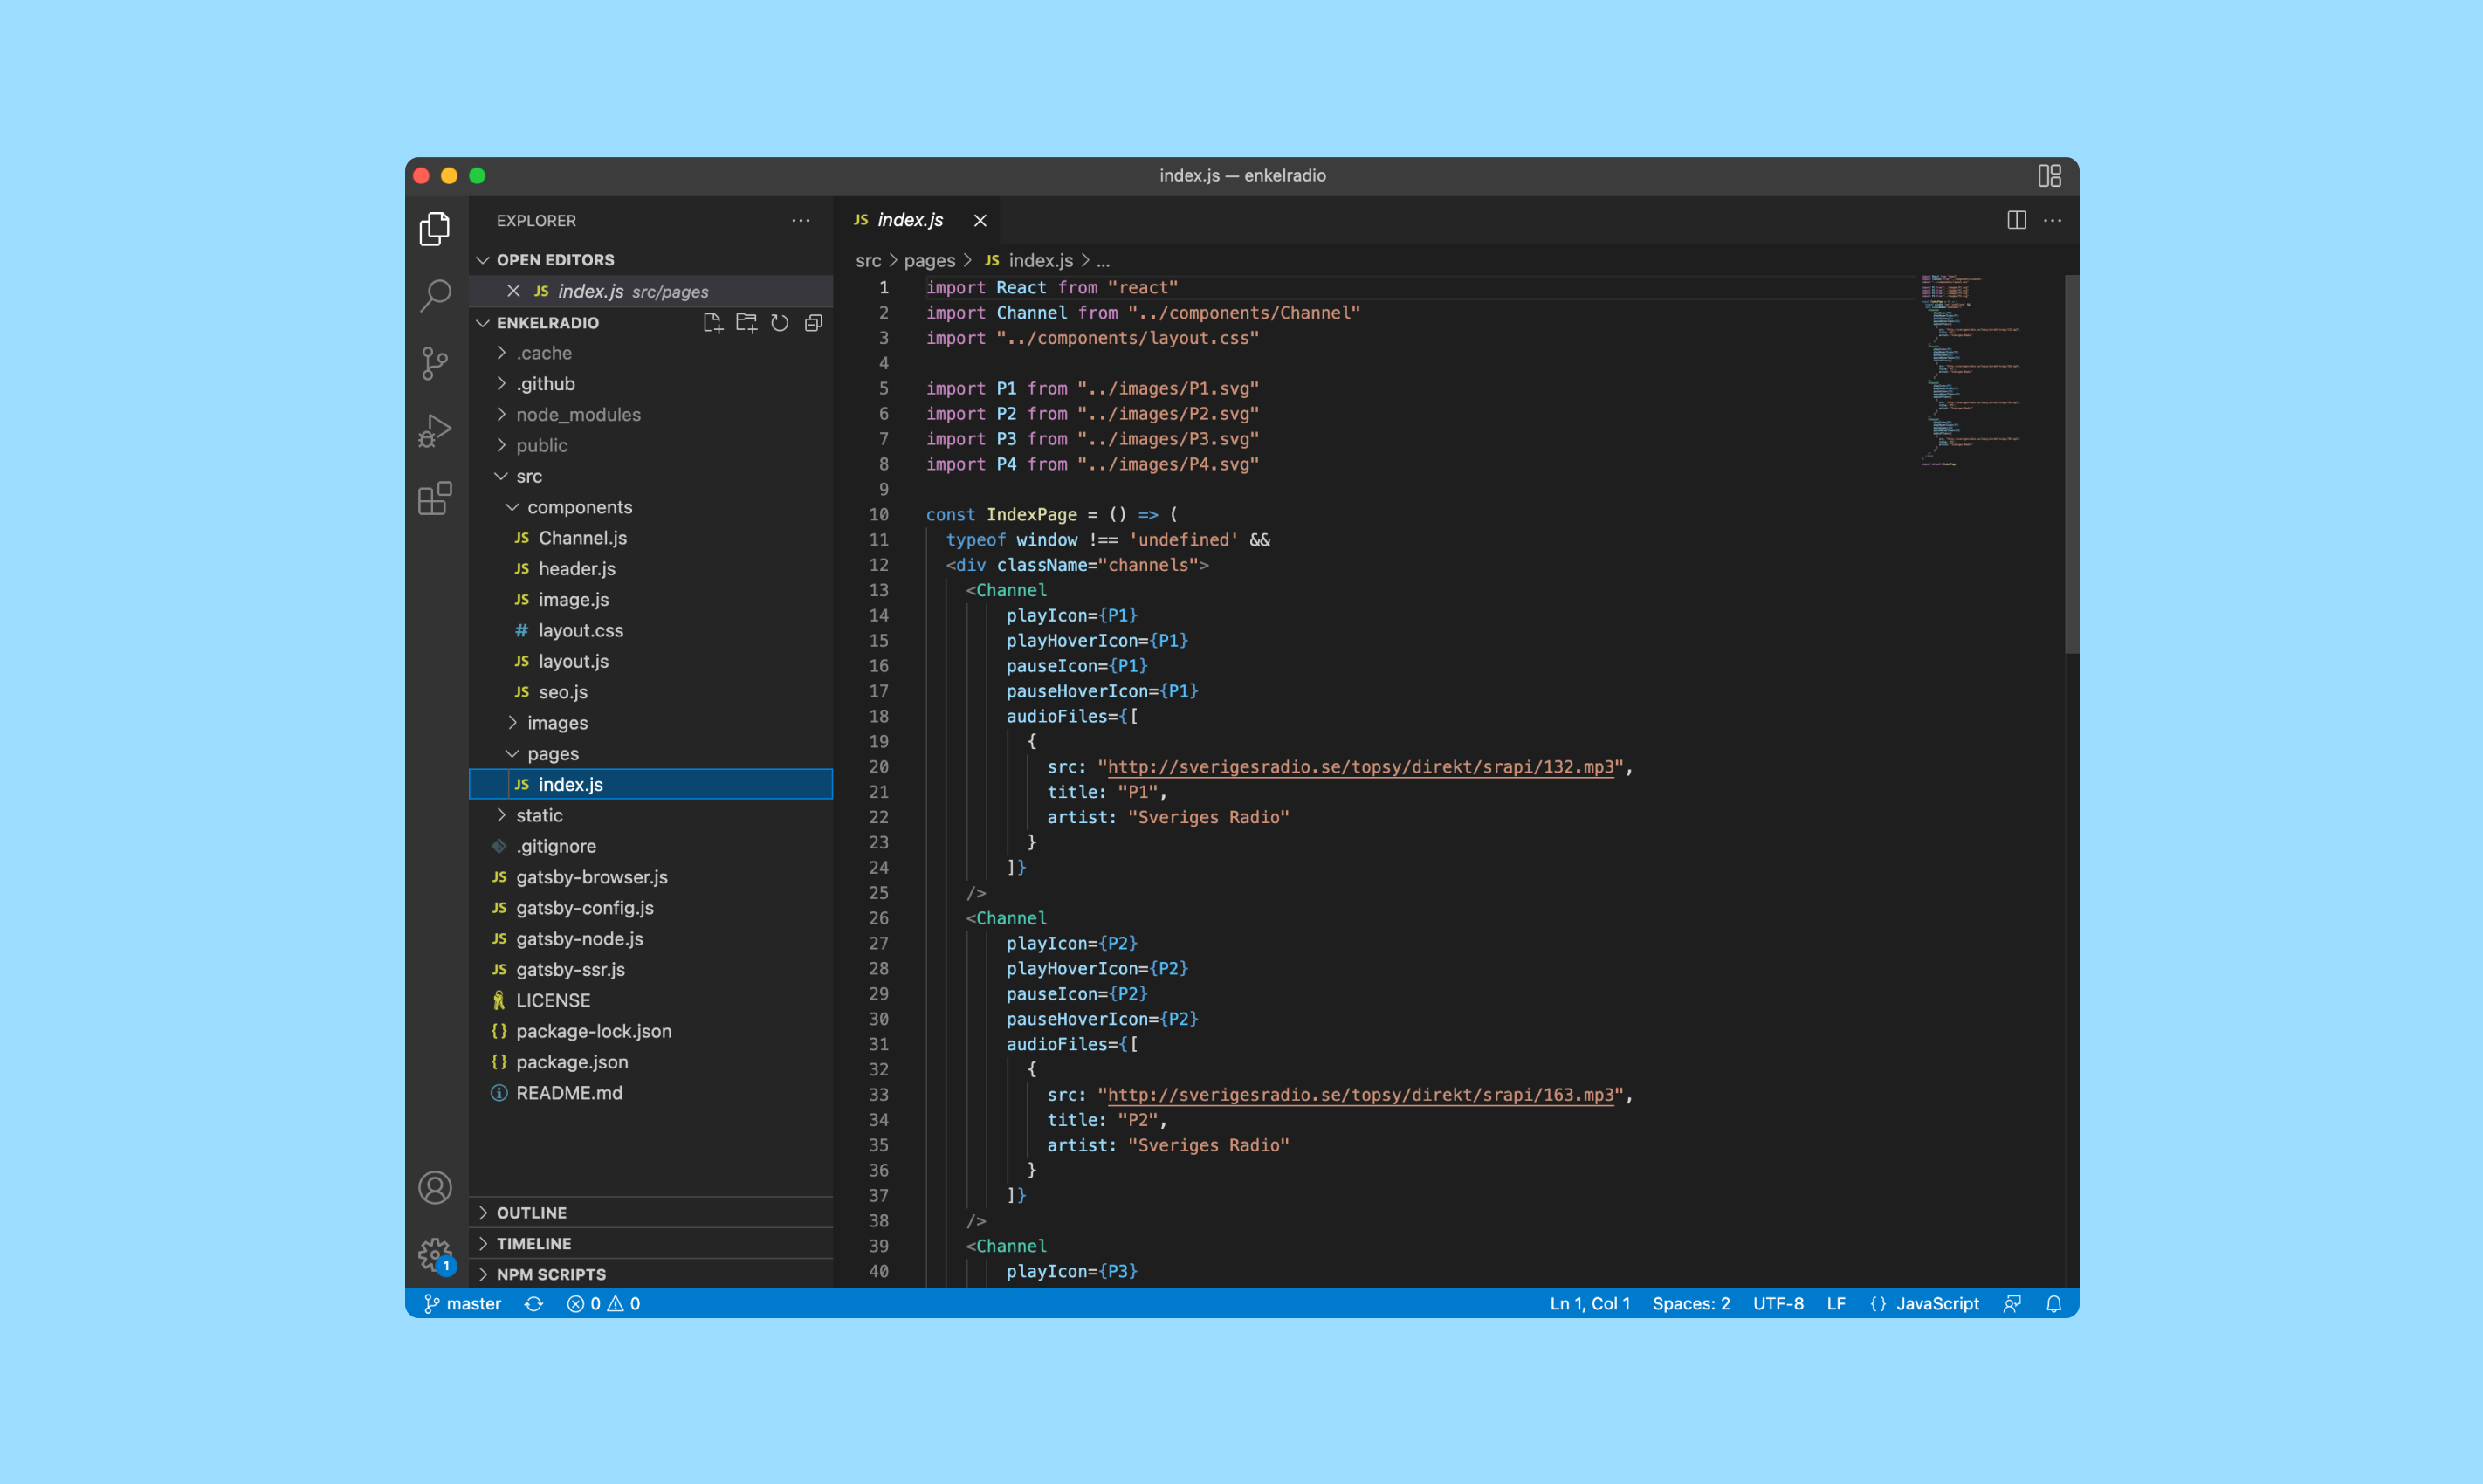 index.js — enkelradio
EXPLORER
OPEN EDITORS
JS index.js src/pages
ENKELRADIO
.cache
.github
node_modules
public
src
components
JS Channel.js
JS header.js
JS image.js
# layout.css
JS layout.js
JS seo.js
images
pages
JS index.js
static
.gitignore
JS gatsby-browser.js
JS gatsby-config.js
JS gatsby-node.js
JS gatsby-ssr.js
LICENSE
{} package-lock.json
{} package.json
README.md
OUTLINE
TIMELINE
NPM SCRIPTS
1
JS index.js
src > pages > JS index.js > ...
1 import React from "react"
2 import Channel from "../components/Channel"
3 import "../components/layout.css"
4
5 import P1 from "../images/P1.svg"
6 import P2 from "../images/P2.svg"
7 import P3 from "../images/P3.svg"
8 import P4 from "../images/P4.svg"
9
10 const IndexPage = () => (
11 typeof window !== 'undefined' &&
12 <div className="channels">
13 <Channel
14 playIcon={P1}
15 playHoverIcon={P1}
16 pauseIcon={P1}
17 pauseHoverIcon={P1}
18 audioFiles={[
19 {
20 src: "http://sverigesradio.se/topsy/direkt/srapi/132.mp3",
21 title: "P1",
22 artist: "Sveriges Radio"
23 }
24 ]}
25 />
26 <Channel
27 playIcon={P2}
28 playHoverIcon={P2}
29 pauseIcon={P2}
30 pauseHoverIcon={P2}
31 audioFiles={[
32 {
33 src: "http://sverigesradio.se/topsy/direkt/srapi/163.mp3",
34 title: "P2",
35 artist: "Sveriges Radio"
36 }
37 ]}
38 />
39 <Channel
40 playIcon={P3}
master 0 0
Ln 1, Col 1 Spaces: 2 UTF-8 LF {} JavaScript